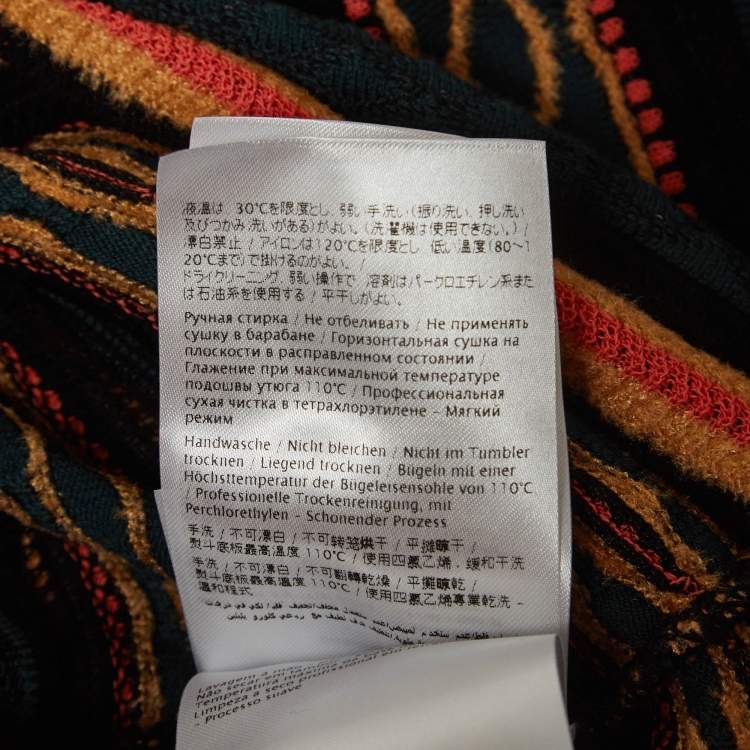 液温は 30℃を限度とし、弱い手洗い(振り洗い、押し洗い
及びつかみ洗いがある)がよい。(洗濯機は使用できない。) /
漂白禁止 / アイロンは120℃を限度とし 低い温度(80〜1
20℃まで)で掛けるのがよい。 /
ドライクリーニング、弱い操作で 溶剤はパークロエチレン系また
は石油系を使用する / 平干しがよい。
Ручная стирка / Не отбеливать / Не применять
сушку в барабане / Горизонтальная сушка на
плоскости в расправленном состоянии /
Глажение при максимальной температуре
подошвы утюга 110°C / Профессиональная
сухая чистка в тетрахлорэтилене - Мягкий
режим
Handwäsche / Nicht bleichen / Nicht im Tumbler
trocknen / Liegend trocknen / Bügeln mit einer
Höchsttemperatur der Bügeleisensohle von 110°C
/ Professionelle Trockenreinigung, mit
Perchlorethylen - Schonender Prozess
手洗 / 不可漂白 / 不可转笼烘干 / 平摊晾干 /
熨斗底板最高温度 110℃ / 使用四氯乙烯,缓和干洗
手洗 / 不可漂白 / 不可翻轉乾燥 / 平攤晾乾 /
熨斗底板最高溫度 110℃ / 使用四氯乙烯專業乾洗 -
溫和程式
Lavagem à mão
Não secar em
Temperatura máxima
Limpeza a seco profissional em
- Processo suave